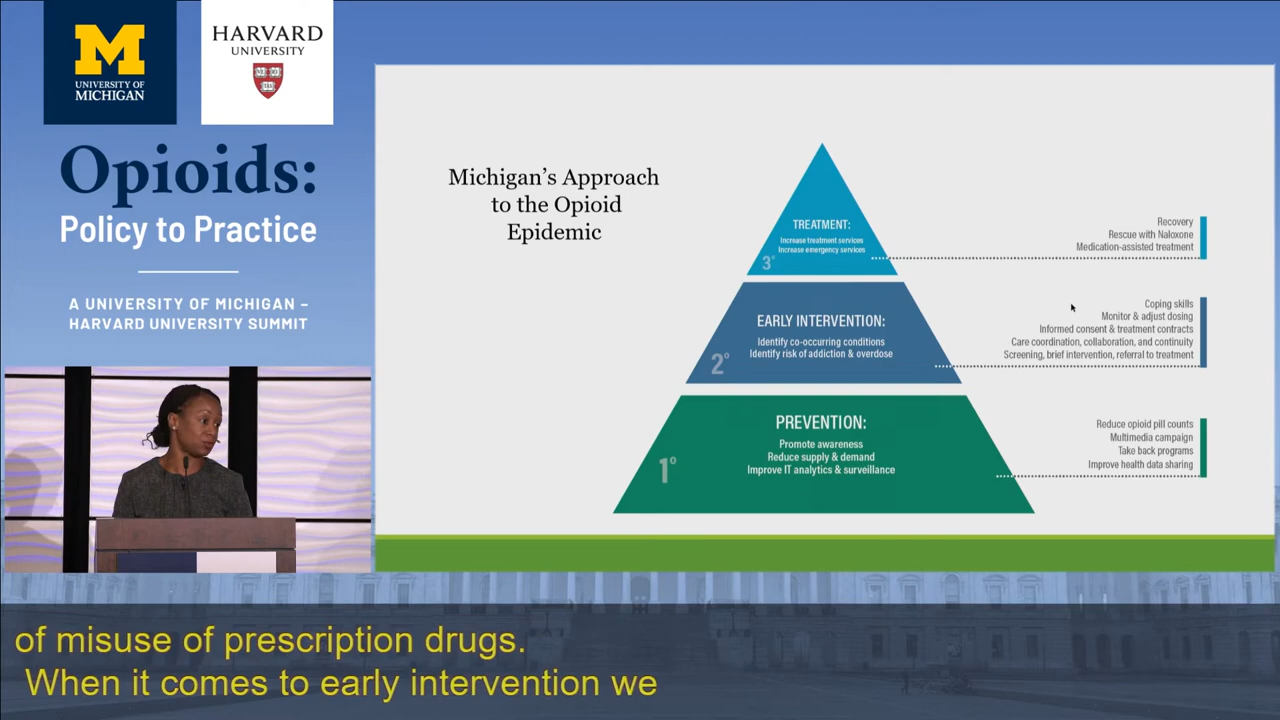 M
UNIVERSITY OF
MICHIGAN
HARVARD
UNIVERSITY
VE RI
TAS
Opioids:
Policy to Practice
A UNIVERSITY OF MICHIGAN –
HARVARD UNIVERSITY SUMMIT
Michigan’s Approach
to the Opioid
Epidemic
TREATMENT:
Increase treatment services
Increase emergency services
3°
Recovery
Rescue with Naloxone
Medication-assisted treatment
EARLY INTERVENTION:
Identify co-occurring conditions
Identify risk of addiction & overdose
2°
Coping skills
Monitor & adjust dosing
Informed consent & treatment contracts
Care coordination, collaboration, and continuity
Screening, brief intervention, referral to treatment
PREVENTION:
Promote awareness
Reduce supply & demand
Improve IT analytics & surveillance
1°
Reduce opioid pill counts
Multimedia campaign
Take back programs
Improve health data sharing
of misuse of prescription drugs.
When it comes to early intervention we